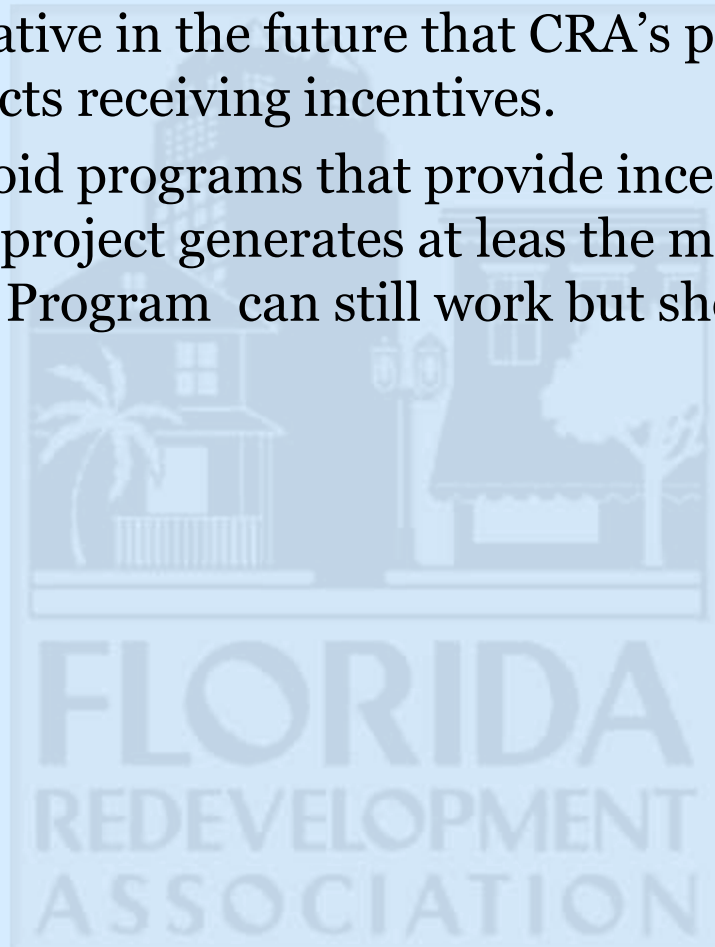 ative in the future that CRA’s p
cts receiving incentives.
oid programs that provide ince
project generates at leas the m
Program  can still work but sho
FLORIDA
REDEVELOPMENT
ASSOCIATION